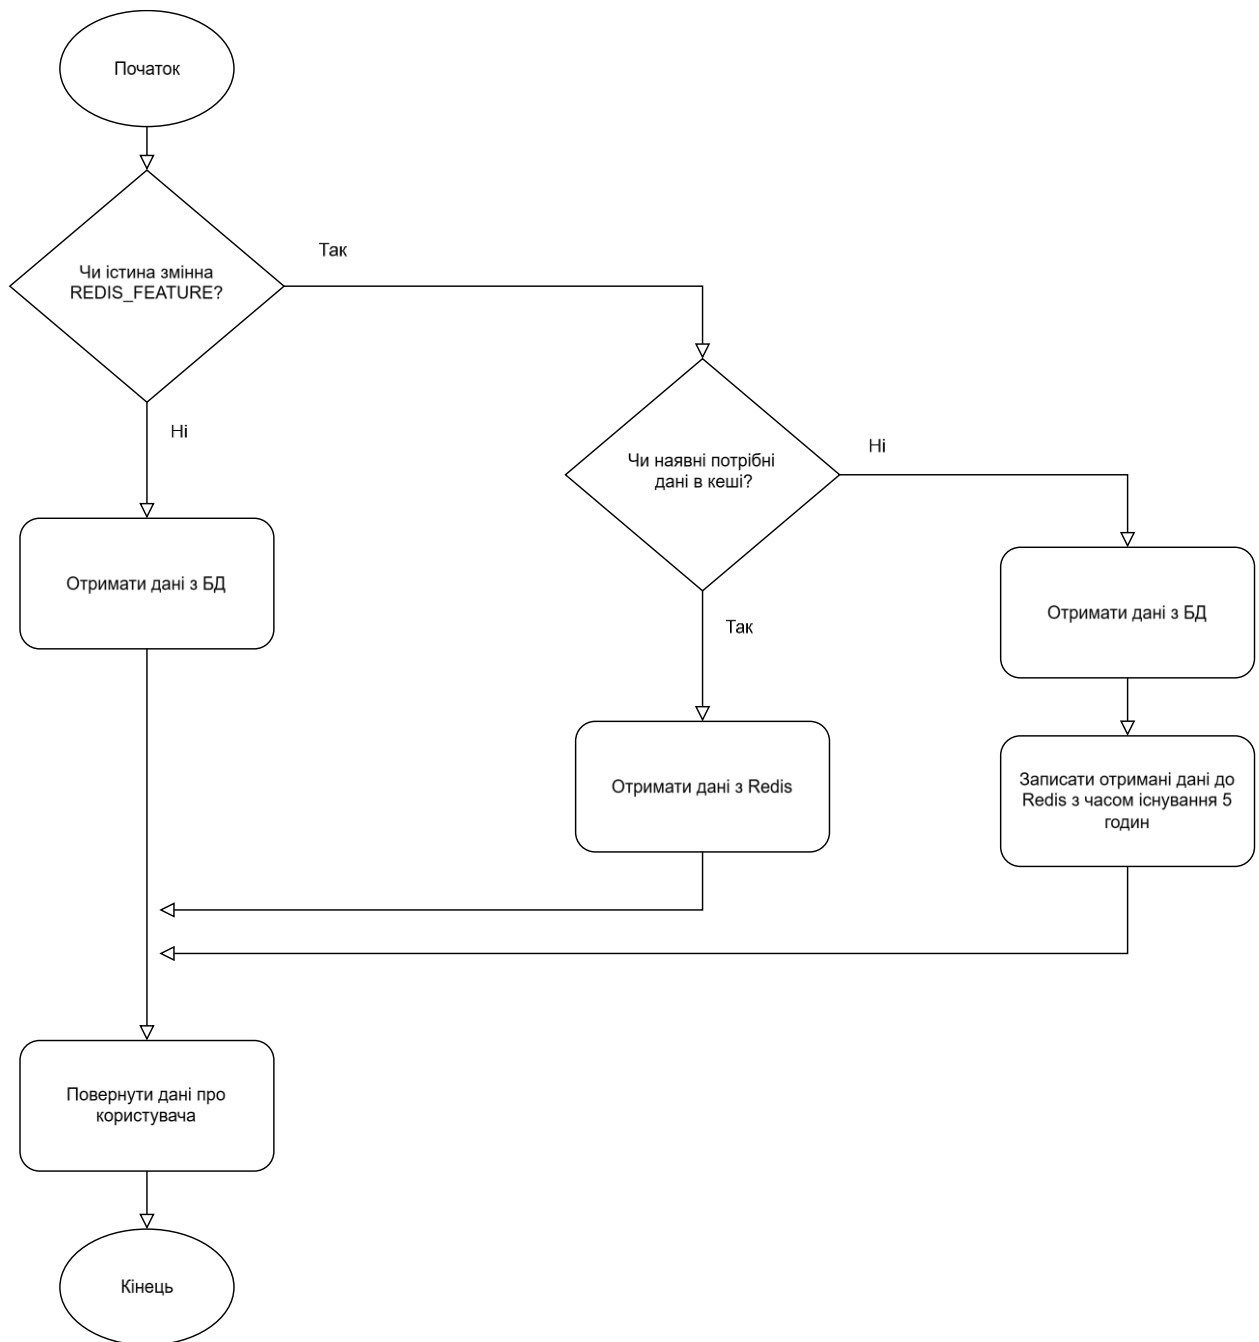 Початок
Так
Чи істина змінна
REDIS_FEATURE?
Ні
Чи наявні потрібні
дані в кеші?
Ні
Отримати дані з БД
Отримати дані з БД
Так
Отримати дані з Redis
Записати отримані дані до
Redis з часом існування 5
годин
Повернути дані про
користувача
Кінець